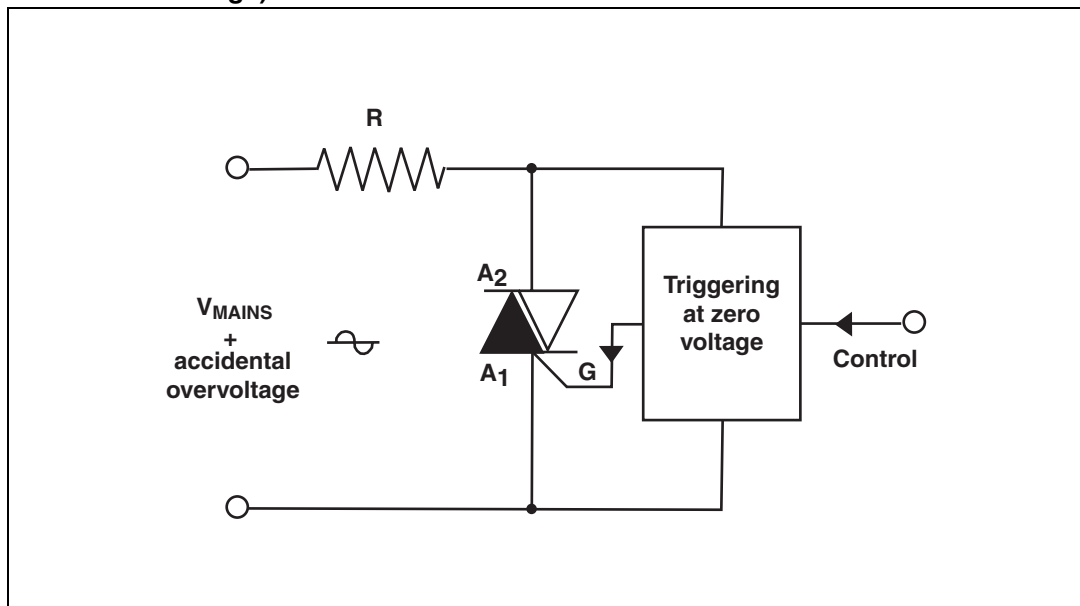 R
A2
Triggering
at zero
voltage
VMAINS
+
accidental
overvoltage
Control
A1
G